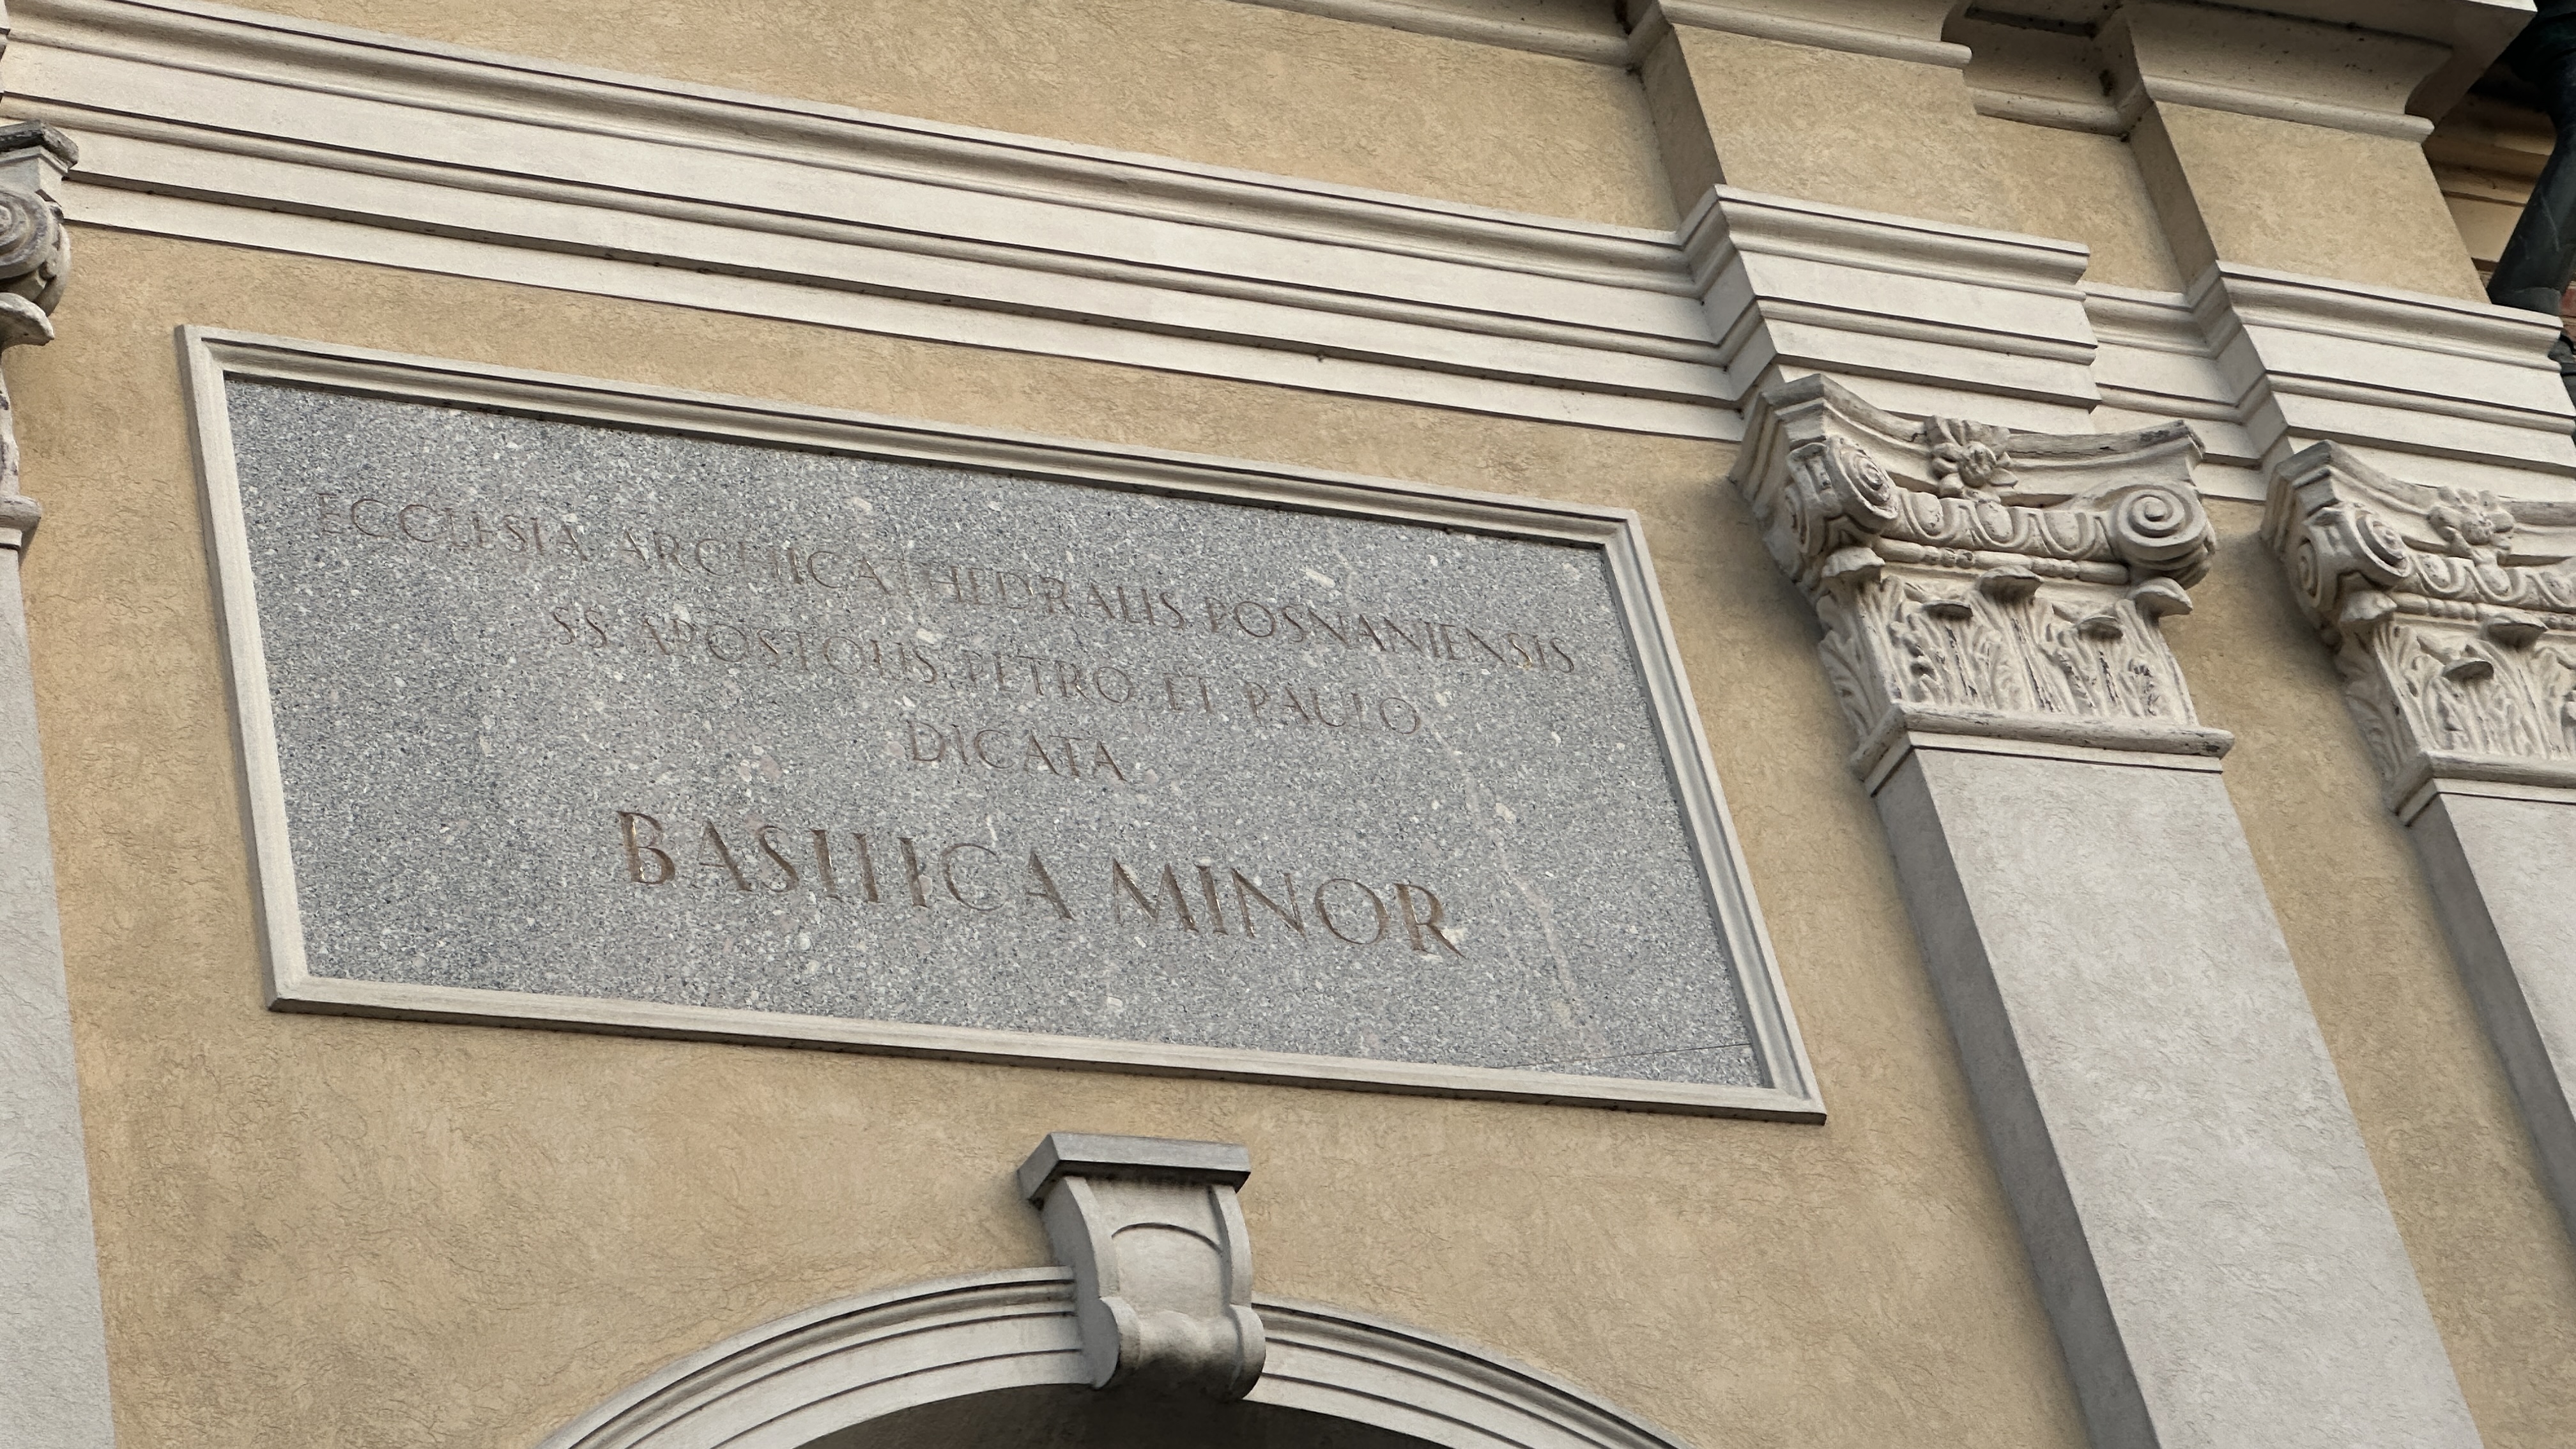 ECCLESIA ARCHICATHEDRALIS POSNANIENSIS
SS APOSTOLIS PETRO ET PAULO
DICATA
BASILICA MINOR